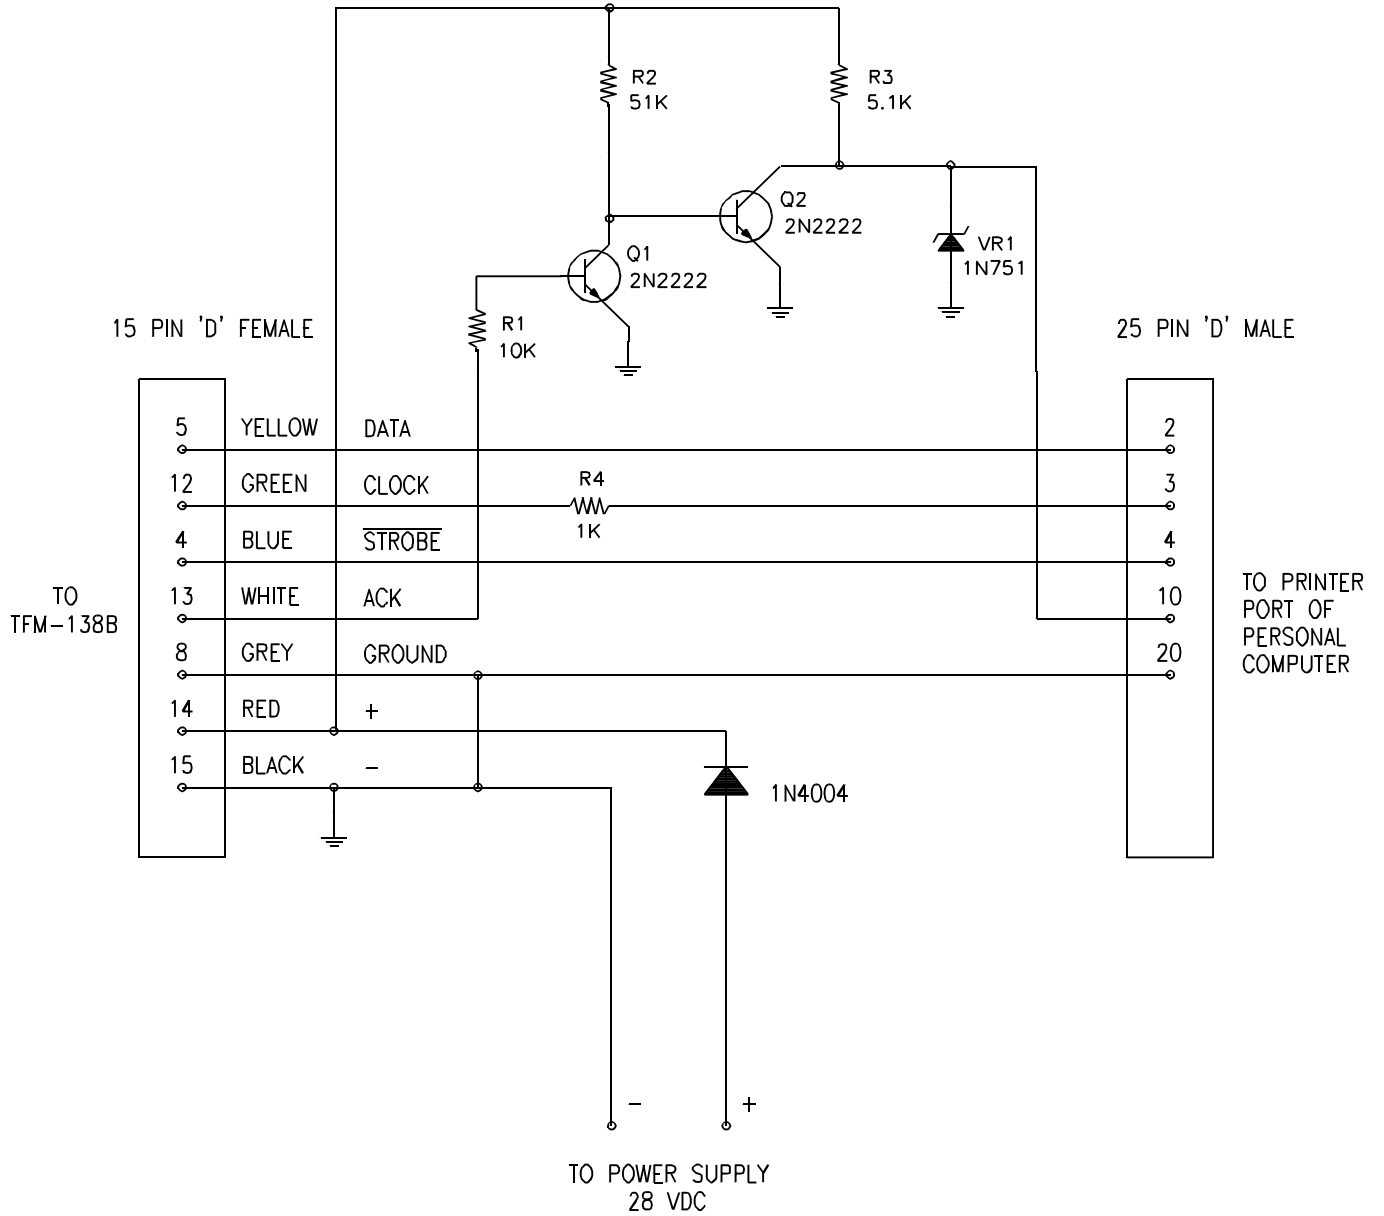 R2
51K
R3
5.1K
Q2
2N2222
Q1
2N2222
VR1
1N751
R1
10K
15 PIN 'D' FEMALE
25 PIN 'D' MALE
5 YELLOW DATA 2
12 GREEN CLOCK R4 3
1K
4 BLUE STROBE 4
13 WHITE ACK 10
8 GREY GROUND 20
14 RED +
15 BLACK -
TO
TFM-138B
TO PRINTER
PORT OF
PERSONAL
COMPUTER
1N4004
- +
TO POWER SUPPLY
28 VDC